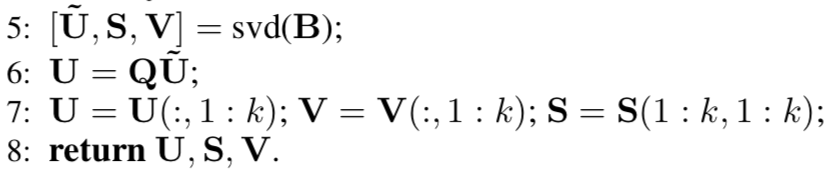 5: [Ũ, S, V] = svd(B);
6: U = QŨ;
7: U = U(:, 1 : k); V = V(:, 1 : k); S = S(1 : k, 1 : k);
8: return U, S, V.